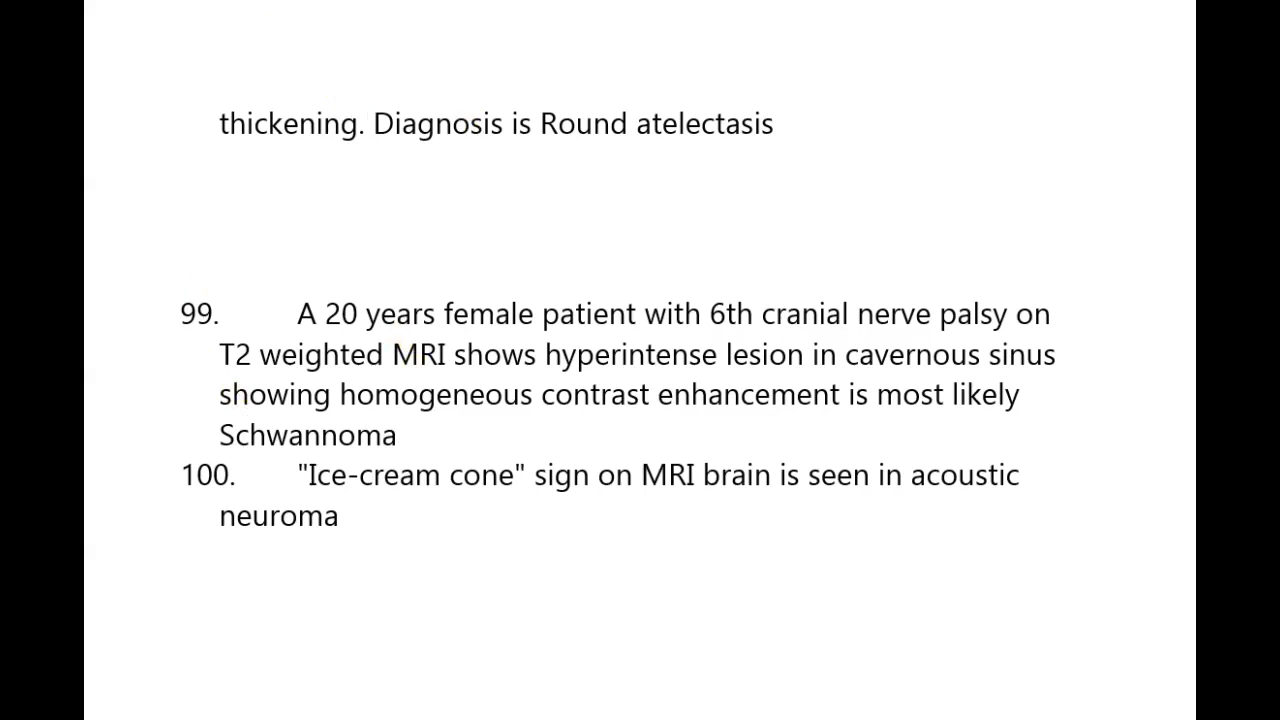 thickening. Diagnosis is Round atelectasis
99. A 20 years female patient with 6th cranial nerve palsy on
T2 weighted MRI shows hyperintense lesion in cavernous sinus
showing homogeneous contrast enhancement is most likely
Schwannoma
100. "Ice-cream cone" sign on MRI brain is seen in acoustic
neuroma